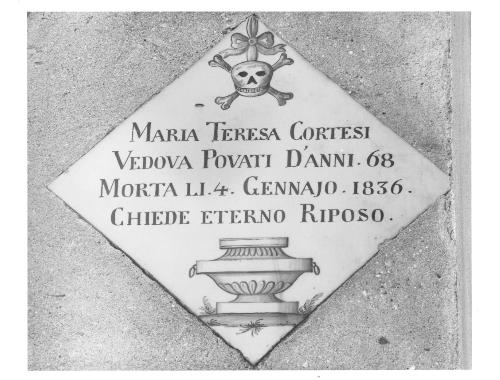 MARIA TERESA CORTESI
VEDOVA POVATI D'ANNI. 68
MORTA LI. 4. GENNAJO. 1836.
CHIEDE ETERNO RIPOSO.